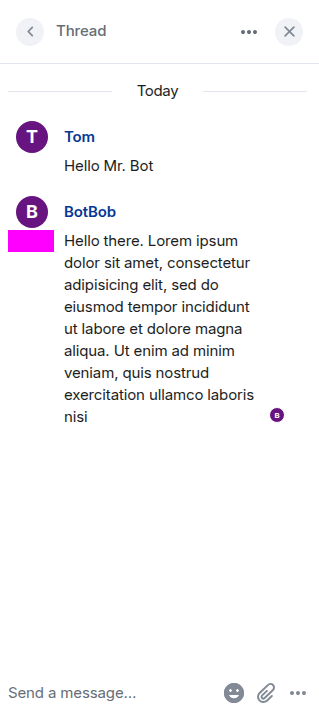 Thread
Today
T
Tom
Hello Mr. Bot
B
BotBob
Hello there. Lorem ipsum
dolor sit amet, consectetur
adipisicing elit, sed do
eiusmod tempor incididunt
ut labore et dolore magna
aliqua. Ut enim ad minim
veniam, quis nostrud
exercitation ullamco laboris
nisi
B
Send a message...